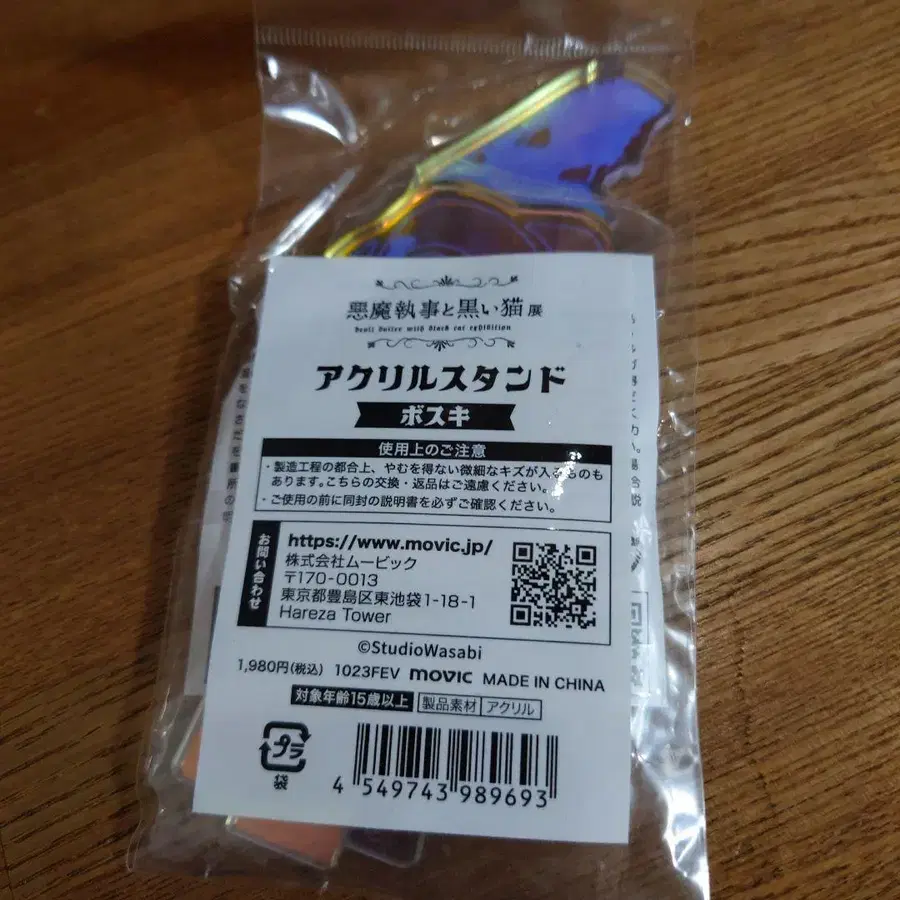 悪魔執事と黒い猫展
Devil butler with black cat exhibition
アクリルスタンド
ボスキ
使用上のご注意
・製造工程の都合上、やむを得ない微細なキズが入るものも
あります。こちらの交換・返品はご遠慮ください。
・ご使用の前に同封の説明書を必ずご確認ください。
お問い合わせ
https://www.movic.jp/
株式会社ムービック
〒170-0013
東京都豊島区東池袋1-18-1
Hareza Tower
©StudioWasabi
1,980円(税込) 1023FEV movic MADE IN CHINA
対象年齢15歳以上 製品素材 アクリル
プラ
袋
4 549743 989693